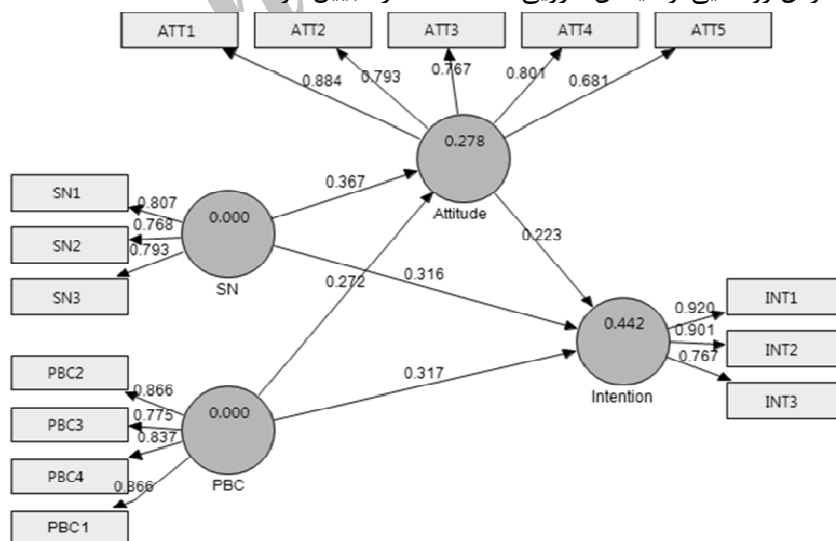 ATT1 ATT2 ATT3 ATT4 ATT5
0.884 0.793 0.767 0.801 0.681
0.278
Attitude
SN1
SN2
SN3
0.807
0.768
0.793
0.000
SN
0.367
0.272
0.223
0.316
0.317
0.442
Intention
0.920
0.901
0.767
INT1
INT2
INT3
PBC2
PBC3
PBC4
PBC1
0.866
0.775
0.837
0.866
0.000
PBC